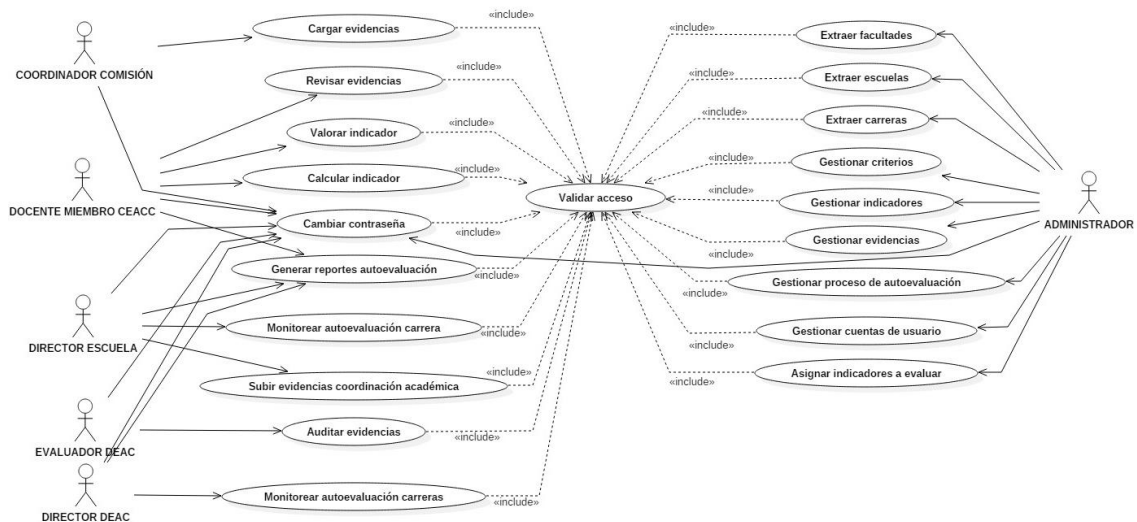 «include»
Cargar evidencias
«include»
Extraer facultades
COORDINADOR COMISIÓN
«include»
Revisar evidencias
«include»
Extraer escuelas
«include»
Valorar indicador
«include»
Extraer carreras
«include»
Calcular indicador
«include»
Gestionar criterios
DOCENTE MIEMBRO CEACC
Validar acceso
«include»
Gestionar indicadores
ADMINISTRADOR
Cambiar contraseña
«include»
Gestionar evidencias
«include»
Generar reportes autoevaluación
«include»
«include»
Gestionar proceso de autoevaluación
Monitorear autoevaluación carrera
«include»
«include»
Gestionar cuentas de usuario
DIRECTOR ESCUELA
«include»
Subir evidencias coordinación académica
«include»
«include»
Asignar indicadores a evaluar
Auditar evidencias
«include»
EVALUADOR DEAC
Monitorear autoevaluación carreras
«include»
DIRECTOR DEAC